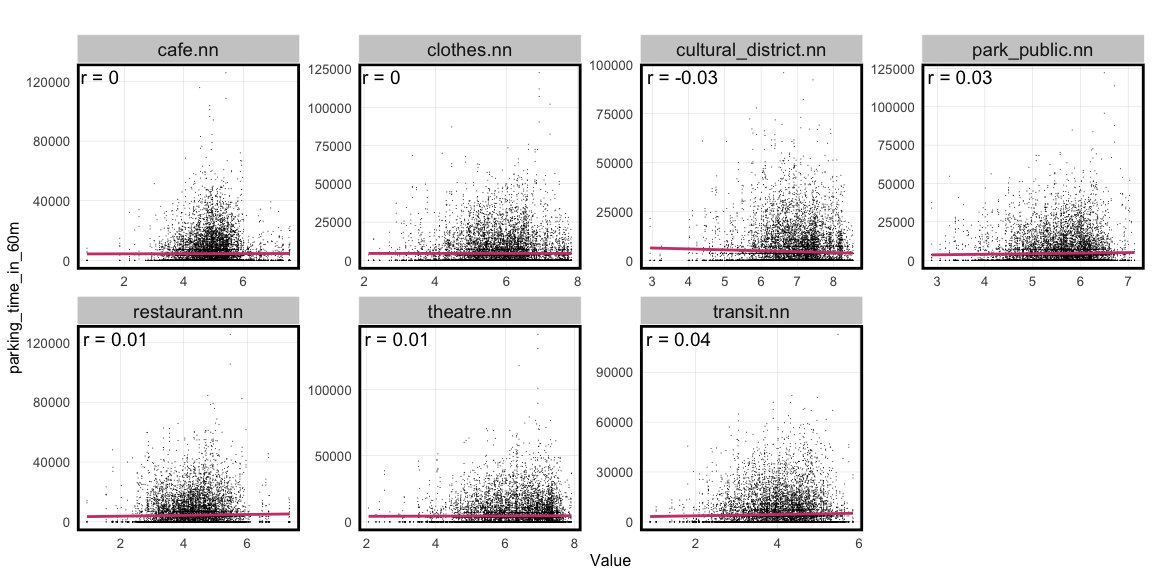 cafe.nn clothes.nn cultural_district.nn park_public.nn
r = 0 r = 0 r = -0.03 r = 0.03
120000
80000
40000
0
125000
100000
75000
50000
25000
0
100000
75000
50000
25000
0
125000
100000
75000
50000
25000
0
2 4 6
2 4 6 8
3 4 5 6 7 8
3 4 5 6 7
parking_time_in_60m
restaurant.nn theatre.nn transit.nn
r = 0.01 r = 0.01 r = 0.04
120000
80000
40000
0
100000
50000
0
90000
60000
30000
0
2 4 6
2 4 6 8
2 4 6
Value